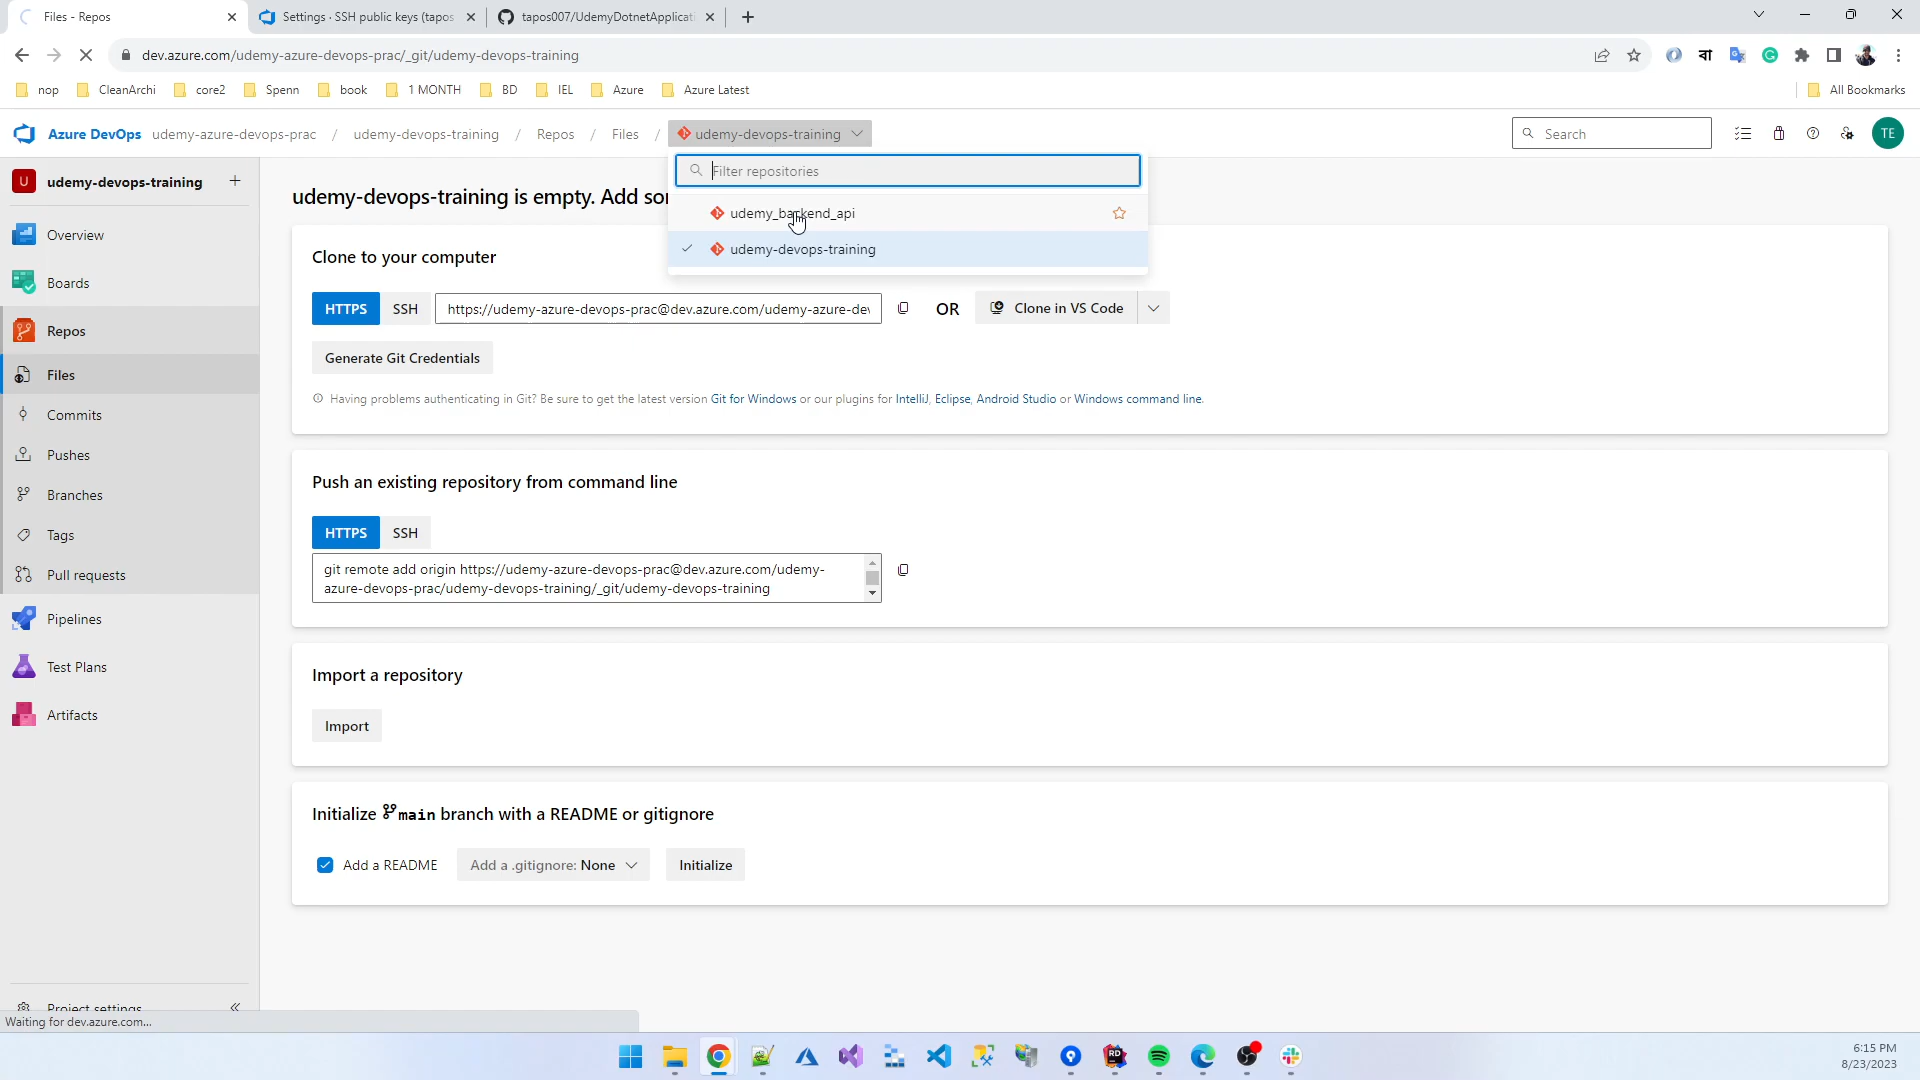 Files - Repos
Settings · SSH public keys (tapos
tapos007/UdemyDotnetApplicati
dev.azure.com/udemy-azure-devops-prac/_git/udemy-devops-training
nop
CleanArchi
core2
Spenn
book
1 MONTH
BD
IEL
Azure
Azure Latest
All Bookmarks
Azure DevOps udemy-azure-devops-prac / udemy-devops-training / Repos / Files / udemy-devops-training
Search
TE
U udemy-devops-training
udemy-devops-training is empty. Add so
Filter repositories
udemy_backend_api
udemy-devops-training
Overview
Boards
Repos
Files
Commits
Pushes
Branches
Tags
Pull requests
Pipelines
Test Plans
Artifacts
Project settings
Waiting for dev.azure.com...
Clone to your computer
HTTPS SSH https://udemy-azure-devops-prac@dev.azure.com/udemy-azure-dev OR Clone in VS Code
Generate Git Credentials
Having problems authenticating in Git? Be sure to get the latest version Git for Windows or our plugins for IntelliJ, Eclipse, Android Studio or Windows command line.
Push an existing repository from command line
HTTPS SSH
git remote add origin https://udemy-azure-devops-prac@dev.azure.com/udemy-
azure-devops-prac/udemy-devops-training/_git/udemy-devops-training
Import a repository
Import
Initialize main branch with a README or gitignore
Add a README Add a .gitignore: None Initialize
6:15 PM
8/23/2023